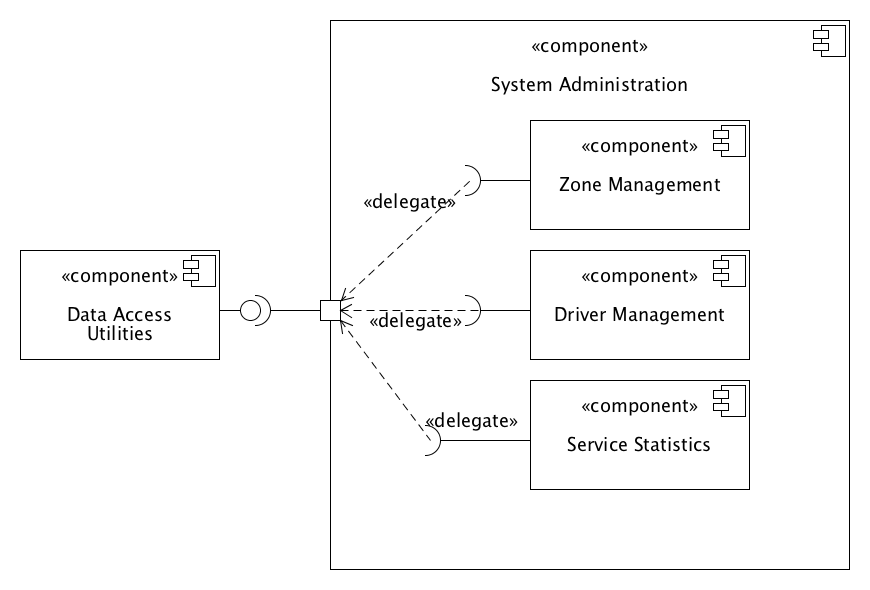 «component»
System Administration
«component»
Zone Management
«delegate»
«component»
Data Access
Utilities
«component»
Driver Management
«delegate»
«component»
Service Statistics
«delegate»